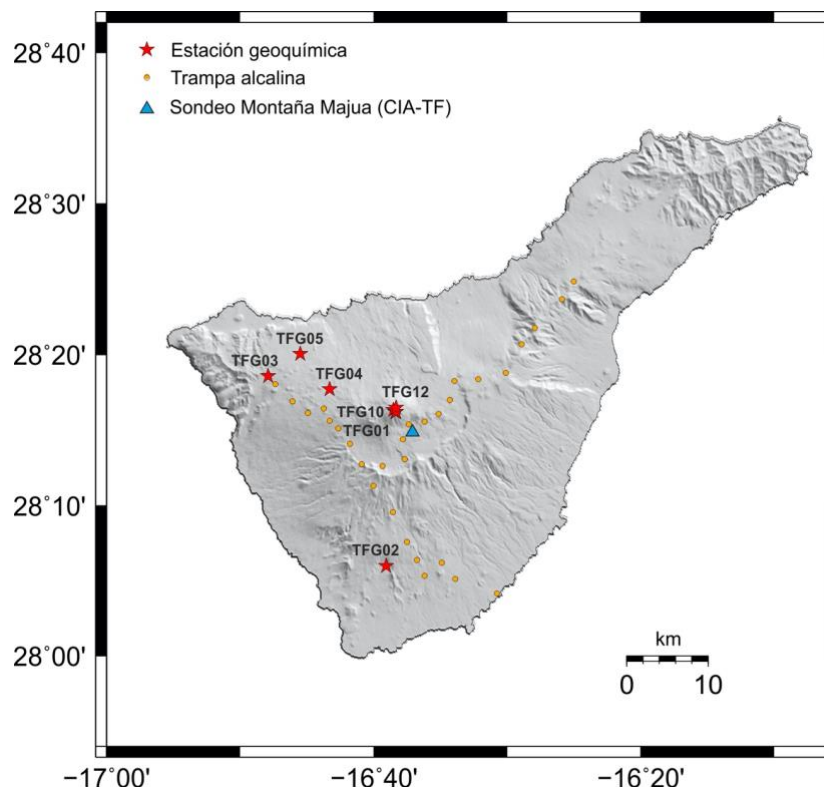 28°40'
Estación geoquímica
Trampa alcalina
Sondeo Montaña Majua (CIA-TF)
28°30'
28°20'
TFG05
TFG03
TFG04
TFG12
TFG10
TFG01
28°10'
TFG02
km
28°00'
0 10
−17°00' −16°40' −16°20'